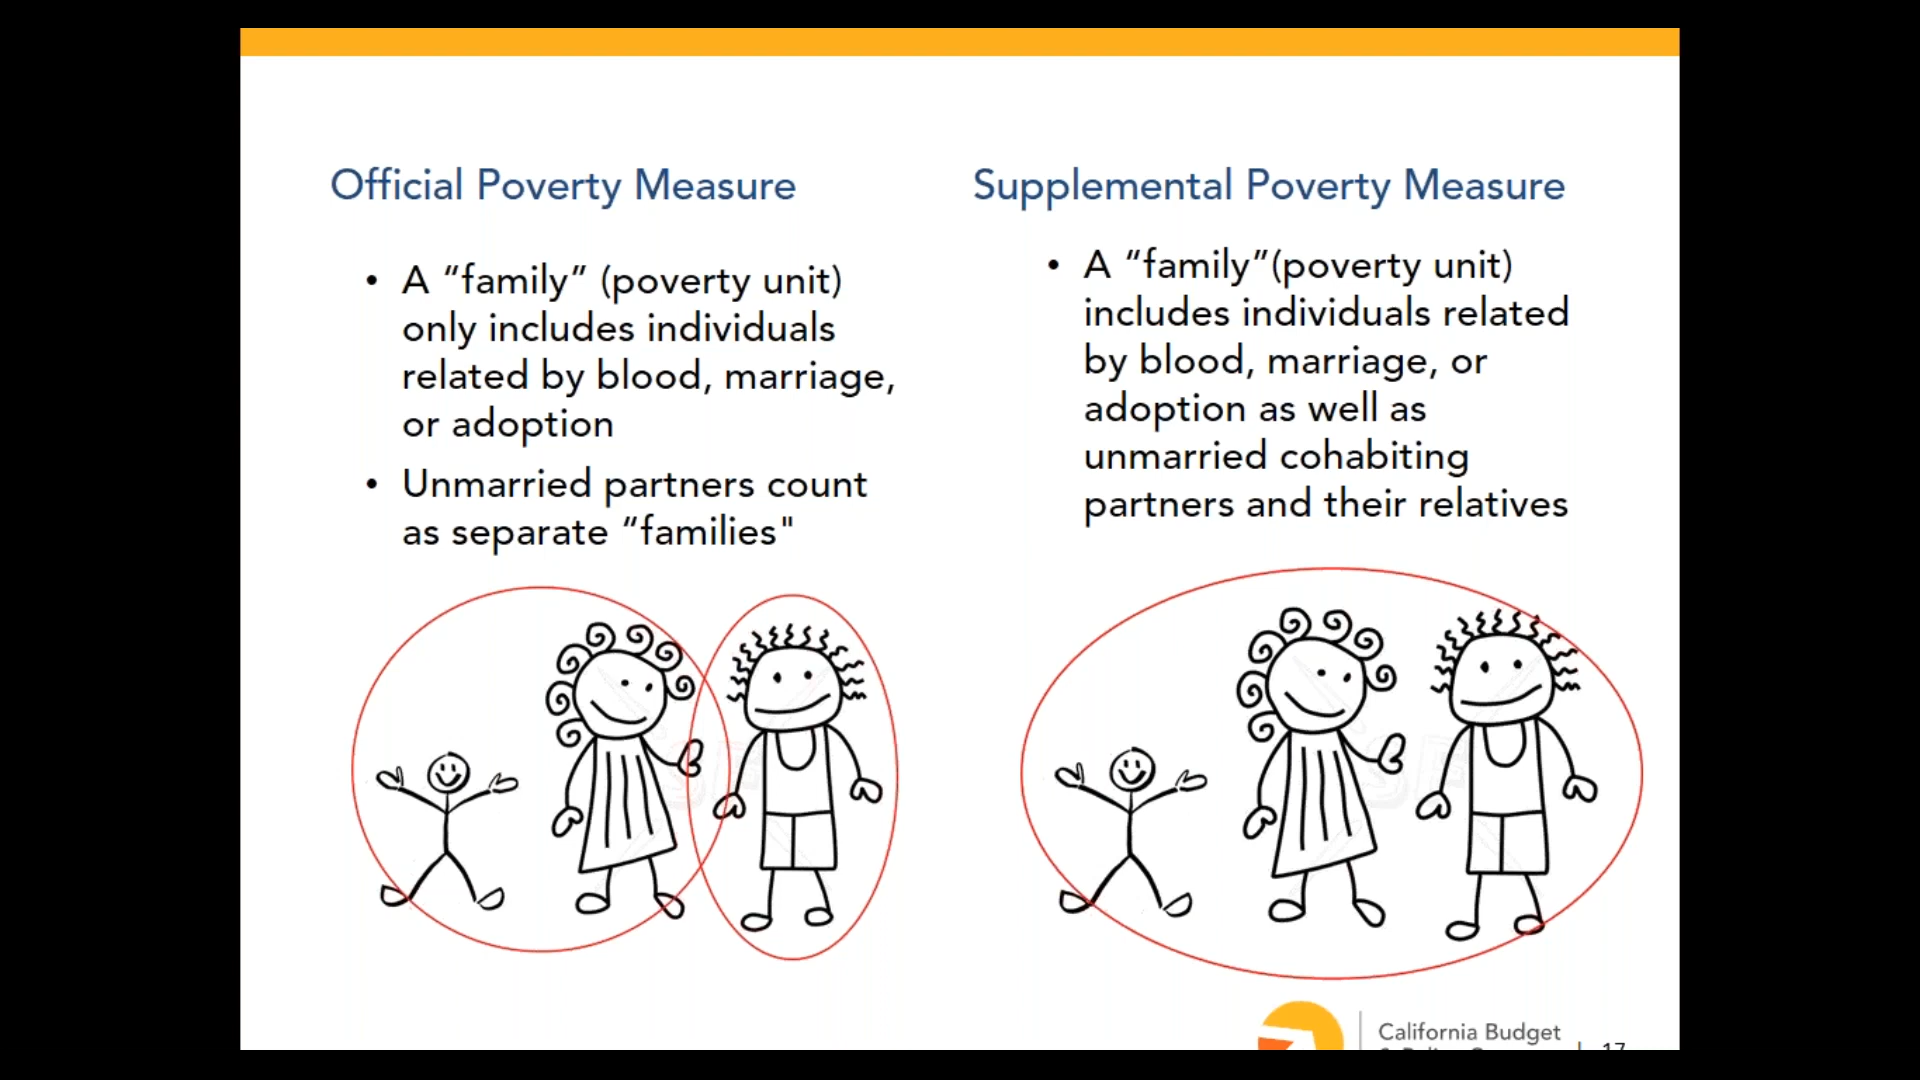 Official Poverty Measure
• A “family” (poverty unit)
only includes individuals
related by blood, marriage,
or adoption
• Unmarried partners count
as separate “families"
Supplemental Poverty Measure
• A “family”(poverty unit)
includes individuals related
by blood, marriage, or
adoption as well as
unmarried cohabiting
partners and their relatives
California Budget